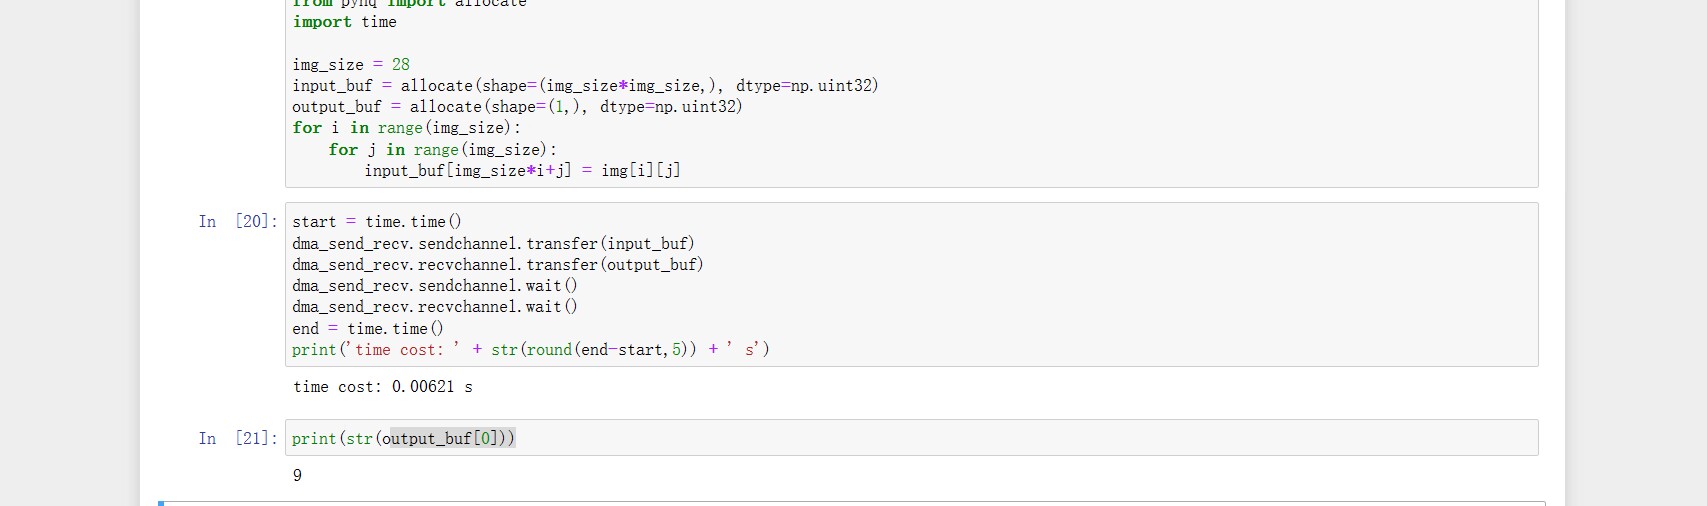 from pynq import allocate
import time
img_size = 28
input_buf = allocate(shape=(img_size*img_size,), dtype=np.uint32)
output_buf = allocate(shape=(1,), dtype=np.uint32)
for i in range(img_size):
    for j in range(img_size):
        input_buf[img_size*i+j] = img[i][j]
In [20]: start = time.time()
dma_send_recv.sendchannel.transfer(input_buf)
dma_send_recv.recvchannel.transfer(output_buf)
dma_send_recv.sendchannel.wait()
dma_send_recv.recvchannel.wait()
end = time.time()
print('time cost: ' + str(round(end-start,5)) + ' s')
time cost: 0.00621 s
In [21]: print(str(output_buf[0]))
9